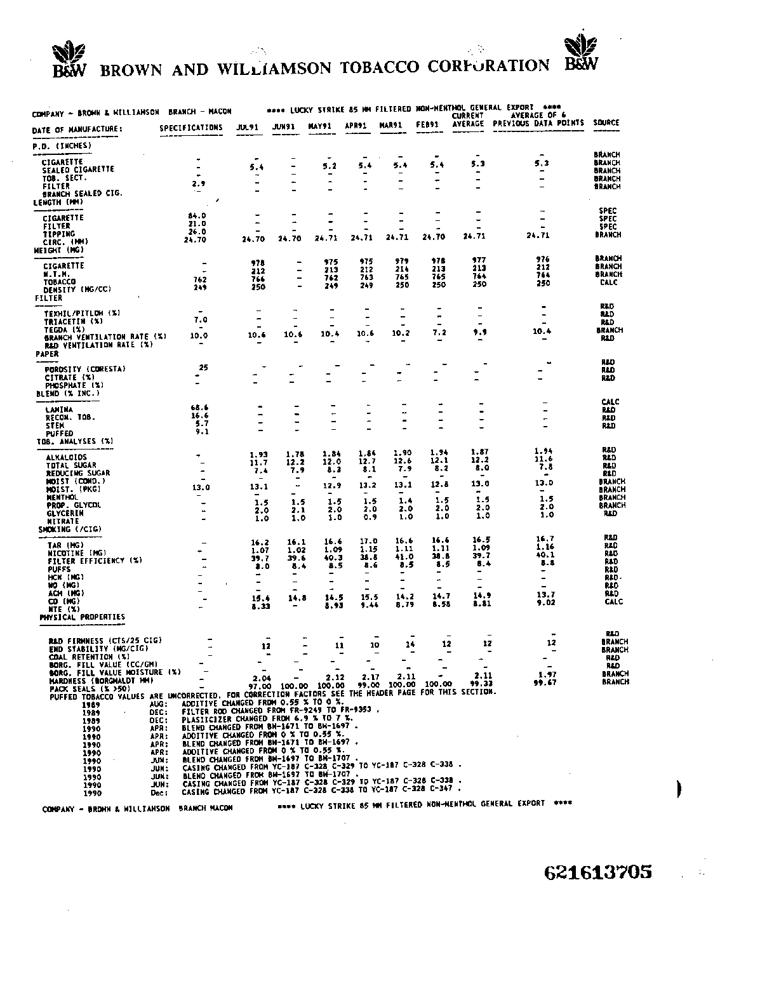 B&W BROWN AND WILLIAMSON TOBACCO CORPORATION B&W
COMPANY - BROWN & WILLIAMSON BRANCH - MACON **** LUCKY STRIKE 85 MM FILTERED NON-MENTHOL GENERAL EXPORT ****
CURRENT AVERAGE OF 6
DATE OF MANUFACTURE: SPECIFICATIONS JUL91 JUN91 MAY91 APR91 MAR91 FEB91 AVERAGE PREVIOUS DATA POINTS SOURCE
P.D. (INCHES)
CIGARETTE - - - - - - - - - BRANCH
SEALED CIGARETTE - 5.4 - 5.2 5.4 5.4 5.4 5.3 5.3 BRANCH
TOB. SECT. - - - - - - - - - BRANCH
FILTER 2.9 - - - - - - - - BRANCH
BRANCH SEALED CIG. - - - - - - - - - BRANCH
LENGTH (MM)
CIGARETTE 84.0 - - - - - - - - SPEC
FILTER 21.0 - - - - - - - - SPEC
TIPPING 26.0 - - - - - - - - SPEC
CIRC. (MM) 24.70 24.70 24.70 24.71 24.71 24.71 24.70 24.71 24.71 BRANCH
WEIGHT (MG)
CIGARETTE - 978 - 975 975 979 978 977 976 BRANCH
N.T.M. - 212 - 213 212 214 213 213 212 BRANCH
TOBACCO 762 766 - 762 763 765 765 764 764 BRANCH
DENSITY (MG/CC) 249 250 - 249 249 250 250 250 250 CALC
FILTER
TEXHIL/PITLOH (%) - - - - - - - - - R&D
TRIACETIN (%) 7.0 - - - - - - - - R&D
TEGDA (%) - - - - - - - - - R&D
BRANCH VENTILATION RATE (%) 10.0 10.6 10.6 10.4 10.6 10.2 7.2 9.9 10.4 BRANCH
R&D VENTILATION RATE (%) - - - - - - - - - R&D
PAPER
POROSITY (CORESTA) 25 - - - - - - - - R&D
CITRATE (%) - - - - - - - - - R&D
PHOSPHATE (%) - - - - - - - - - R&D
BLEND (% INC.)
LAMINA 68.6 - - - - - - - - CALC
RECON. TOB. 16.6 - - - - - - - - R&D
STEM 5.7 - - - - - - - - R&D
PUFFED 9.1 - - - - - - - - R&D
TOB. ANALYSES (%)
ALKALOIDS - 1.93 1.78 1.84 1.84 1.90 1.94 1.87 1.94 R&D
TOTAL SUGAR - 11.7 12.2 12.0 12.7 12.6 12.1 12.2 11.6 R&D
REDUCING SUGAR - 7.4 7.9 8.3 8.1 7.9 8.2 8.0 7.8 R&D
MOIST (COND.) - - - - - - - - - R&D
MOIST. (PKG) 13.0 13.1 - 12.9 13.2 13.1 12.8 13.0 13.0 BRANCH
MENTHOL - - - - - - - - - BRANCH
PROP. GLYCOL - 1.5 1.5 1.5 1.5 1.4 1.5 1.5 1.5 BRANCH
GLYCERIN - 2.0 2.1 2.0 2.0 2.0 2.0 2.0 2.0 BRANCH
NITRATE - 1.0 1.0 1.0 0.9 1.0 1.0 1.0 1.0 R&D
SMOKING (/CIG)
TAR (MG) - 16.2 16.1 16.6 17.0 16.6 16.6 16.5 16.7 R&D
NICOTINE (MG) - 1.07 1.02 1.09 1.15 1.11 1.11 1.09 1.16 R&D
FILTER EFFICIENCY (%) - 39.7 39.6 40.3 38.8 41.0 38.8 39.7 40.1 R&D
PUFFS - 8.0 8.4 8.5 8.6 8.5 8.5 8.4 8.8 R&D
HCN (MG) - - - - - - - - - R&D
NO (MG) - - - - - - - - - R&D
ACH (MG) - - - - - - - - - R&D
CO (MG) - 15.4 14.8 14.5 15.5 14.2 14.7 14.9 13.7 R&D
NTE (%) - 8.33 - 8.93 9.44 8.79 8.58 8.81 9.02 CALC
PHYSICAL PROPERTIES
R&D FIRMNESS (CTS/25 CIG) - - - - - - - - - R&D
END STABILITY (MG/CIG) - 12 - 11 10 14 12 12 12 BRANCH
COAL RETENTION (%) - - - - - - - - - BRANCH
BORG. FILL VALUE (CC/GM) - - - - - - - - - R&D
BORG. FILL VALUE MOISTURE (%) - - - - - - - - - R&D
HARDNESS (BORGWALDT MM) - 2.04 - 2.12 2.17 2.11 - 2.11 1.97 BRANCH
PACK SEALS (% >50) - 97.00 100.00 100.00 99.00 100.00 100.00 99.33 99.67 BRANCH
PUFFED TOBACCO VALUES ARE UNCORRECTED. FOR CORRECTION FACTORS SEE THE HEADER PAGE FOR THIS SECTION.
1989 AUG: ADDITIVE CHANGED FROM 0.55 % TO 0 %.
1989 DEC: FILTER ROD CHANGED FROM FR-9249 TO FR-9353 .
1989 DEC: PLASTICIZER CHANGED FROM 6.9 % TO 7 %.
1990 APR: BLEND CHANGED FROM BW-1671 TO BW-1697 .
1990 APR: ADDITIVE CHANGED FROM 0 % TO 0.55 %.
1990 APR: BLEND CHANGED FROM BW-1671 TO BW-1697 .
1990 APR: ADDITIVE CHANGED FROM 0 % TO 0.55 %.
1990 JUN: BLEND CHANGED FROM BW-1697 TO BW-1707 .
1990 JUN: CASING CHANGED FROM YC-187 C-328 C-329 TO YC-187 C-328 C-338 .
1990 JUN: BLEND CHANGED FROM BW-1697 TO BW-1707 .
1990 JUN: CASING CHANGED FROM YC-187 C-328 C-329 TO YC-187 C-328 C-338 .
1990 Dec: CASING CHANGED FROM YC-187 C-328 C-338 TO YC-187 C-328 C-347 .
COMPANY - BROWN & WILLIAMSON BRANCH MACON **** LUCKY STRIKE 85 MM FILTERED NON-MENTHOL GENERAL EXPORT ****
621613705